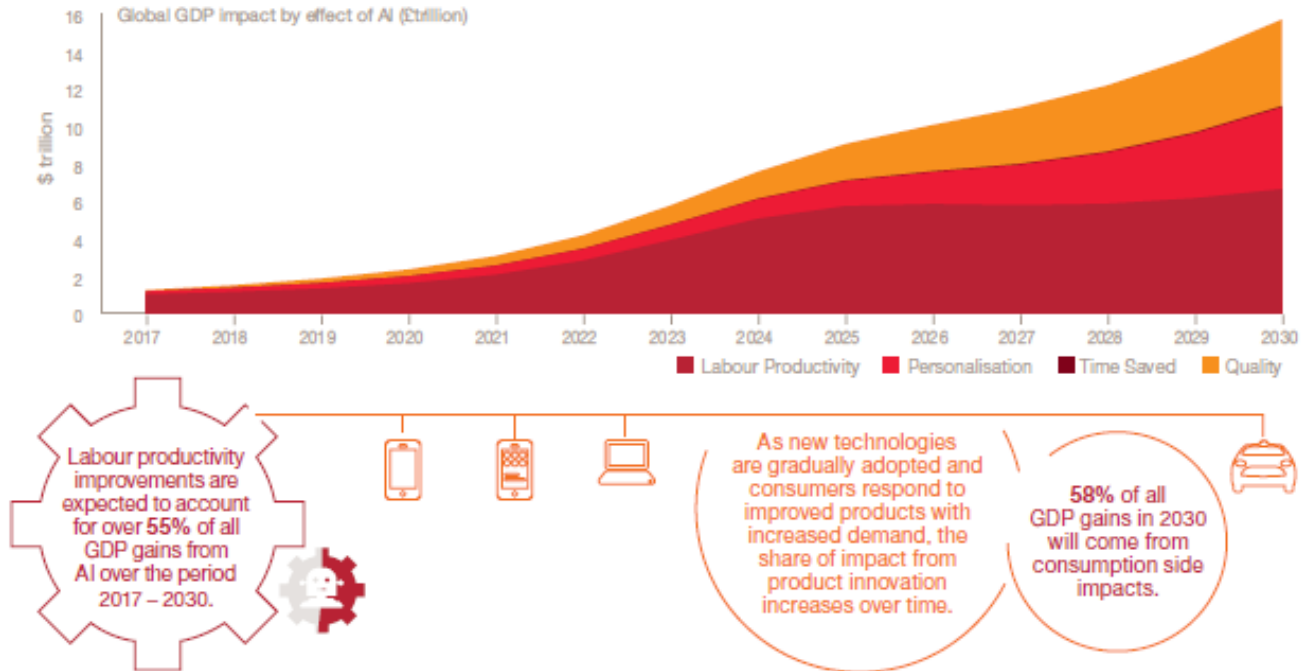 Global GDP impact by effect of AI (£trillion)
$ trillion
16
14
12
10
8
6
4
2
0
2017 2018 2019 2020 2021 2022 2023 2024 2025 2026 2027 2028 2029 2030
Labour Productivity Personalisation Time Saved Quality
Labour productivity
improvements are
expected to account
for over 55% of all
GDP gains from
AI over the period
2017 – 2030.
As new technologies
are gradually adopted and
consumers respond to
improved products with
increased demand, the
share of impact from
product innovation
increases over time.
58% of all
GDP gains in 2030
will come from
consumption side
impacts.